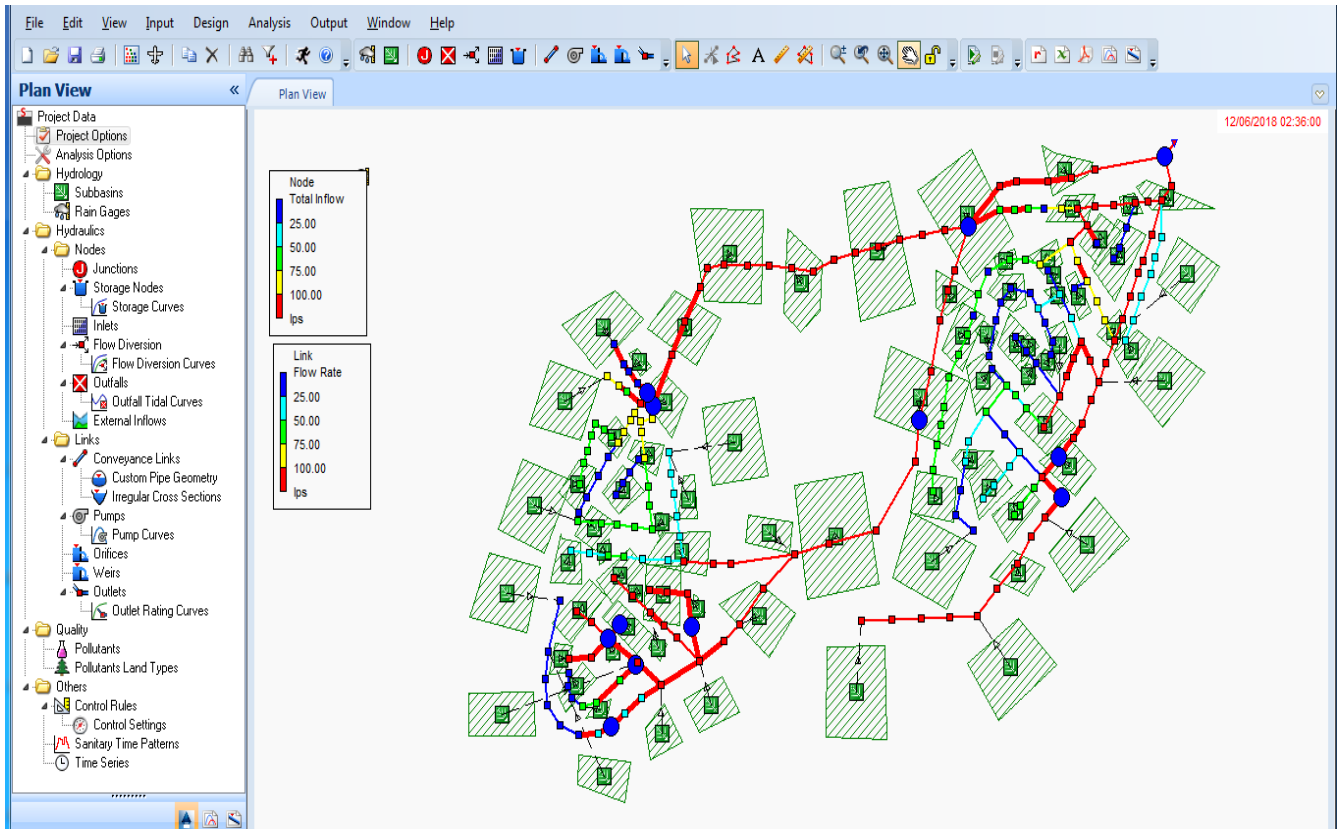 File Edit View Input Design Analysis Output Window Help
Plan View «
Plan View
Project Data
Project Options
Analysis Options
Hydrology
Subbasins
Rain Gages
Hydraulics
Nodes
Junctions
Storage Nodes
Storage Curves
Inlets
Flow Diversion
Flow Diversion Curves
Outfalls
Outfall Tidal Curves
External Inflows
Links
Conveyance Links
Custom Pipe Geometry
Irregular Cross Sections
Pumps
Pump Curves
Orifices
Weirs
Outlets
Outlet Rating Curves
Quality
Pollutants
Pollutants Land Types
Others
Control Rules
Control Settings
Sanitary Time Patterns
Time Series
12/06/2018 02:36:00
Node
Total Inflow
25.00
50.00
75.00
100.00
lps
Link
Flow Rate
25.00
50.00
75.00
100.00
lps